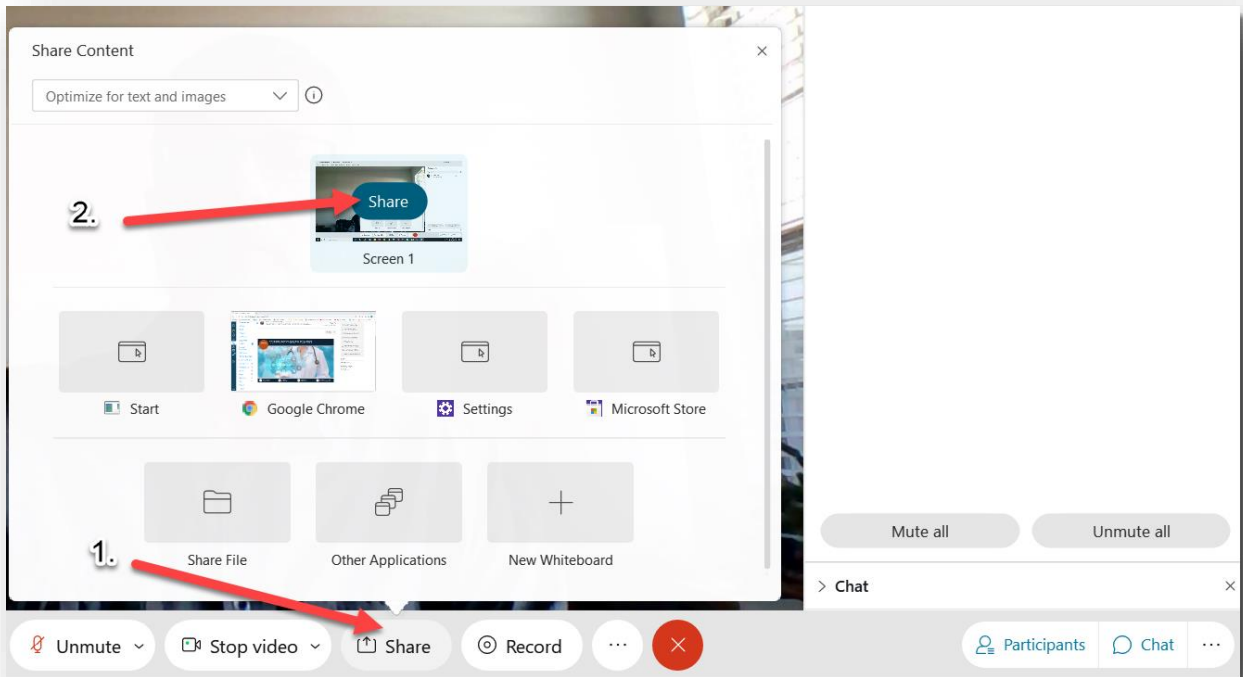 Share Content
Optimize for text and images
2.
Share
Screen 1
Start
Google Chrome
Settings
Microsoft Store
1.
Share File
Other Applications
New Whiteboard
Mute all
Unmute all
Chat
Unmute
Stop video
Share
Record
Participants
Chat